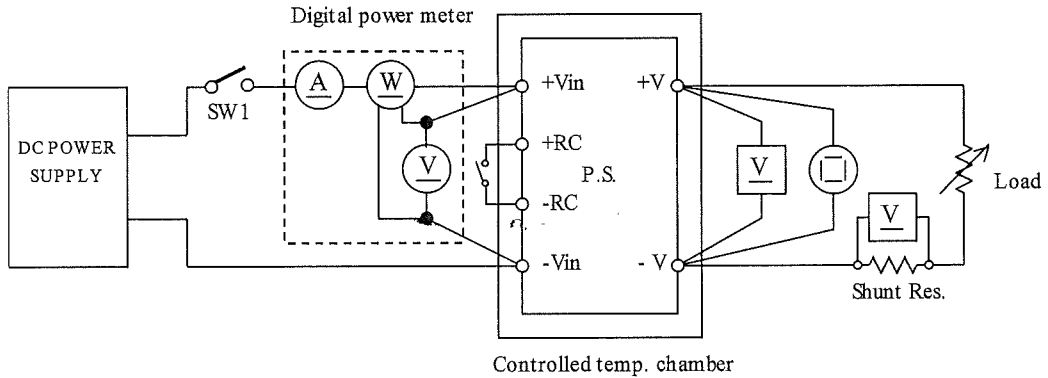 Digital power meter
A
W
+Vin
+V
SW1
+RC
DC POWER
SUPPLY
V
P.S.
V
Load
-RC
V
-Vin
- V
Shunt Res.
Controlled temp. chamber